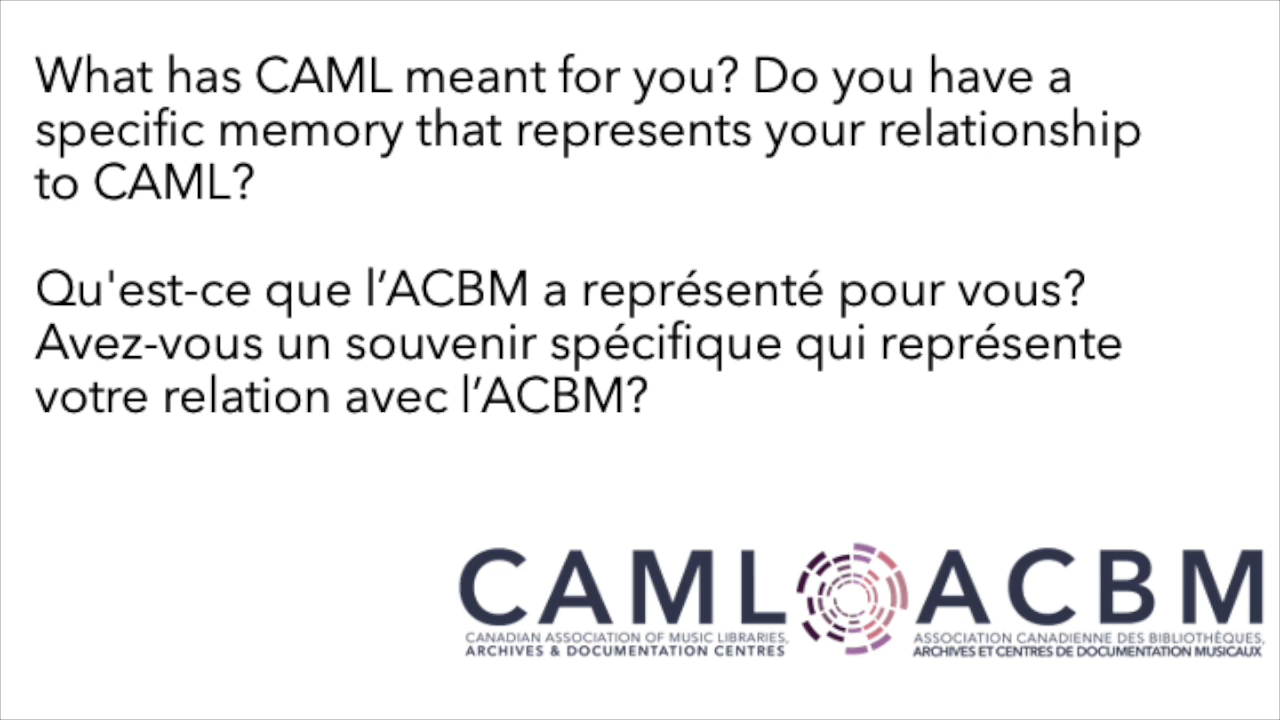 What has CAML meant for you? Do you have a
specific memory that represents your relationship
to CAML?
Qu'est-ce que l’ACBM a représenté pour vous?
Avez-vous un souvenir spécifique qui représente
votre relation avec l’ACBM?
CAML
CANADIAN ASSOCIATION OF MUSIC LIBRARIES,
ARCHIVES & DOCUMENTATION CENTRES
ACBM
ASSOCIATION CANADIENNE DES BIBLIOTHÈQUES,
ARCHIVES ET CENTRES DE DOCUMENTATION MUSICAUX